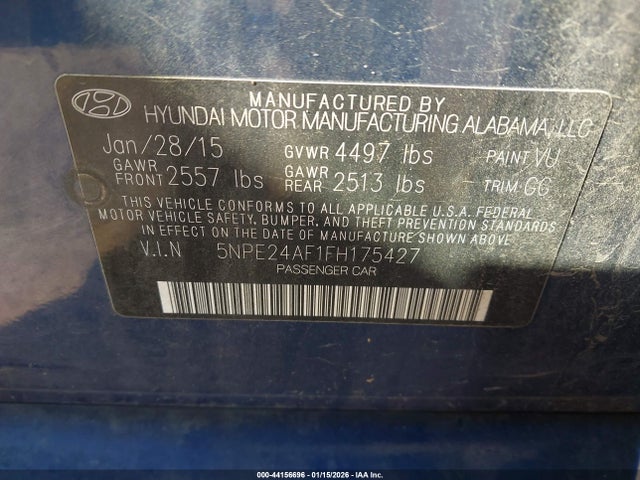 MANUFACTURED BY
HYUNDAI MOTOR MANUFACTURING ALABAMA, LLC
Jan/28/15 GVWR 4497 lbs PAINT VU
GAWR FRONT 2557 lbs GAWR REAR 2513 lbs TRIM GG
THIS VEHICLE CONFORMS TO ALL APPLICABLE U.S.A. FEDERAL
MOTOR VEHICLE SAFETY, BUMPER, AND THEFT PREVENTION STANDARDS
IN EFFECT ON THE DATE OF MANUFACTURE SHOWN ABOVE.
V.I.N 5NPE24AF1FH175427
PASSENGER CAR
000-44156696 - 01/15/2026 - IAA Inc.